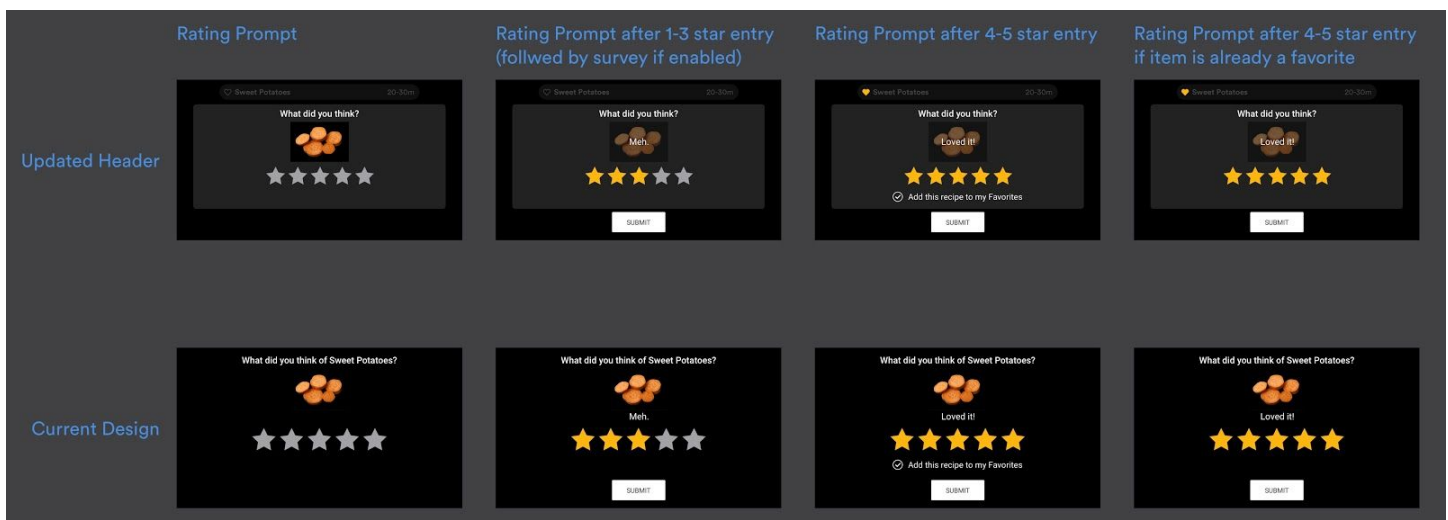 Rating Prompt
Rating Prompt after 1-3 star entry
(follwed by survey if enabled)
Rating Prompt after 4-5 star entry
Rating Prompt after 4-5 star entry
if item is already a favorite
Updated Header
Sweet Potatoes 20-30m
What did you think?
Sweet Potatoes 20-30m
What did you think?
Meh.
SUBMIT
Sweet Potatoes 20-30m
What did you think?
Loved it!
Add this recipe to my Favorites
SUBMIT
Sweet Potatoes 20-30m
What did you think?
Loved it!
SUBMIT
Current Design
What did you think of Sweet Potatoes?
What did you think of Sweet Potatoes?
Meh.
SUBMIT
What did you think of Sweet Potatoes?
Loved it!
Add this recipe to my Favorites
SUBMIT
What did you think of Sweet Potatoes?
Loved it!
SUBMIT